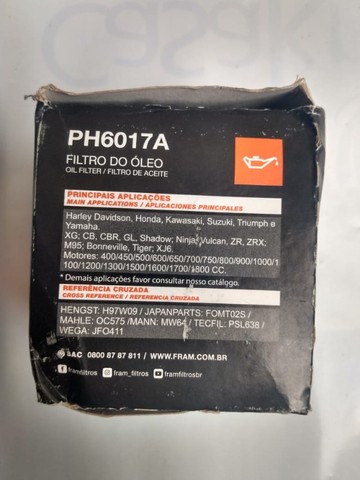 PH6017A
FILTRO DO ÓLEO
OIL FILTER / FILTRO DE ACEITE
PRINCIPAIS APLICAÇÕES
MAIN APPLICATIONS / APLICACIONES PRINCIPALES
Harley Davidson, Honda, Kawasaki, Suzuki, Triumph e
Yamaha.
XG; CB, CBR, GL, Shadow; Ninja, Vulcan, ZR, ZRX;
M95; Bonneville, Tiger; XJ6.
Motores: 400/450/500/600/650/700/750/800/900/1000/1
100/1200/1300/1500/1600/1700/1800 CC.
* Demais aplicações favor consultar nosso catálogo.
REFERÊNCIA CRUZADA
CROSS REFERENCE / REFERENCIA CRUZADA
HENGST: H97W09 / JAPANPARTS: FOMT02S /
MAHLE: OC575 /MANN: MW64 / TECFIL: PSL638 /
WEGA: JFO411
SAC 0800 87 87 811 / WWW.FRAM.COM.BR
framfiltros fram_filtros framfiltrosbr